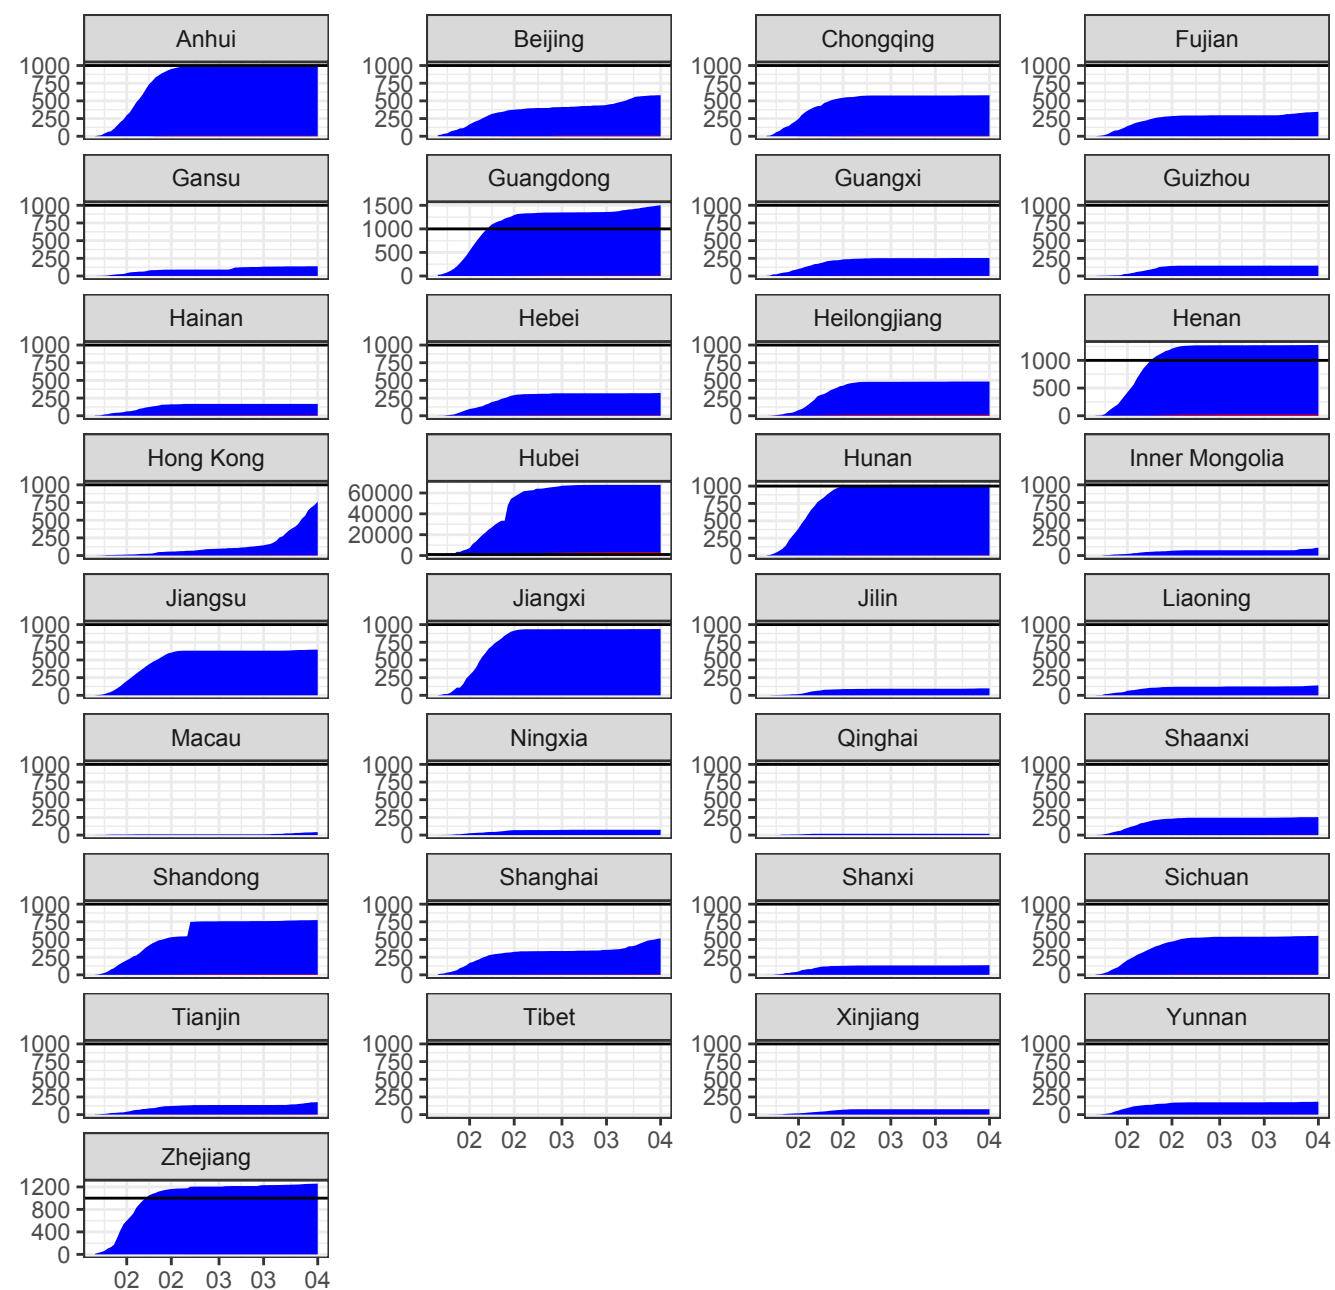 Anhui Beijing Chongqing Fujian
1000 1000 1000 1000
750 750 750 750
500 500 500 500
250 250 250 250
0 0 0 0
Gansu Guangdong Guangxi Guizhou
1000 1500 1000 1000
750 1000 750 750
500 500 500 500
250 0 250 250
0 0 0
Hainan Hebei Heilongjiang Henan
1000 1000 1000 1000
750 750 750 500
500 500 500 0
250 250 250
0 0 0
Hong Kong Hubei Hunan Inner Mongolia
1000 60000 1000 1000
750 40000 750 750
500 20000 500 500
250 0 250 250
0 0 0
Jiangsu Jiangxi Jilin Liaoning
1000 1000 1000 1000
750 750 750 750
500 500 500 500
250 250 250 250
0 0 0 0
Macau Ningxia Qinghai Shaanxi
1000 1000 1000 1000
750 750 750 750
500 500 500 500
250 250 250 250
0 0 0 0
Shandong Shanghai Shanxi Sichuan
1000 1000 1000 1000
750 750 750 750
500 500 500 500
250 250 250 250
0 0 0 0
Tianjin Tibet Xinjiang Yunnan
1000 1000 1000 1000
750 750 750 750
500 500 500 500
250 250 250 250
0 0 0 0
02 02 03 03 04 02 02 03 03 04 02 02 03 03 04
Zhejiang
1200
800
400
0
02 02 03 03 04